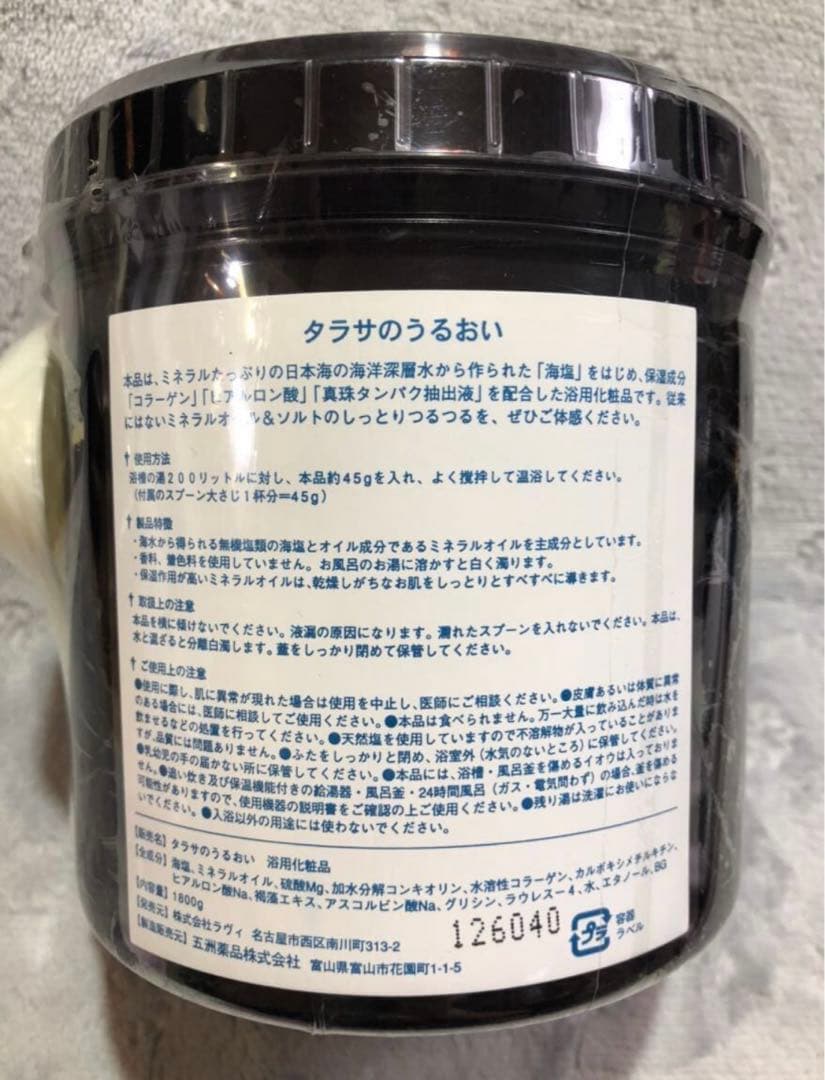 タラサのうるおい
本品は、ミネラルたっぷりの日本海の海洋深層水から作られた「海塩」をはじめ、保湿成分
「コラーゲン」「ヒアルロン酸」「真珠タンパク抽出液」を配合した浴用化粧品です。従来
にはないミネラルオイル＆ソルトのしっとりつるつるを、ぜひご体感ください。
† 使用方法
浴槽の湯200リットルに対し、本品約45gを入れ、よく撹拌して温浴してください。
（付属のスプーン大さじ1杯分＝45g）
† 製品特徴
・海水から得られる無機塩類の海塩とオイル成分であるミネラルオイルを主成分としています。
・香料、着色料を使用していません。お風呂のお湯に溶かすと白く濁ります。
・保湿作用が高いミネラルオイルは、乾燥しがちなお肌をしっとりとすべすべに導きます。
† 取扱上の注意
本品を横に傾けないでください。液漏の原因になります。濡れたスプーンを入れないでください。本品は、
水と混ざると分離白濁します。蓋をしっかり閉めて保管してください。
† ご使用上の注意
●使用に際し、肌に異常が現れた場合は使用を中止し、医師にご相談ください。●皮膚あるいは体質に異常
のある場合には、医師に相談してご使用ください。●本品は食べられません。万一大量に飲み込んだ時は水を
飲ませるなどの処置を行ってください。●天然塩を使用していますので不溶解物が入っていることがありま
すが、品質には問題ありません。●ふたをしっかりと閉め、浴室外（水気のないところ）に保管してください。
●乳幼児の手の届かない所に保管してください。●本品には、浴槽・風呂釜を傷めるイオウは入っておりま
せん。●追い炊き及び保温機能付きの給湯器・風呂釜・24時間風呂（ガス・電気問わず）の場合、釜を傷める
可能性がありますので、使用機器の説明書をご確認の上ご使用ください。●残り湯は洗濯にお使いにならな
いでください。●入浴以外の用途には使わないでください。
【販売名】タラサのうるおい 浴用化粧品
【全成分】海塩、ミネラルオイル、硫酸Mg、加水分解コンキオリン、水溶性コラーゲン、カルボキシメチルキチン、
ヒアルロン酸Na、褐藻エキス、アスコルビン酸Na、グリシン、ラウレス－4、水、エタノール、BG
【内容量】1800g
【発売元】株式会社ラヴィ 名古屋市西区南川町313-2
【製造販売元】五洲薬品株式会社 富山県富山市花園町1-1-5
126040
プラ
容器
ラベル